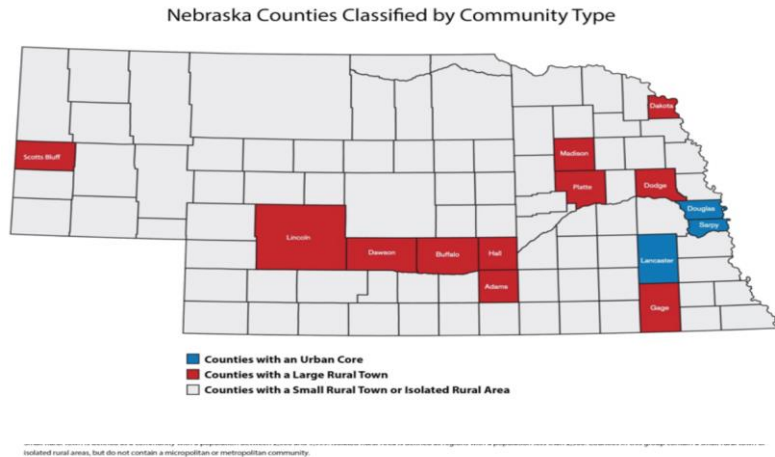 Nebraska Counties Classified by Community Type
Dakota
Scotts Bluff
Madison
Platte
Dodge
Douglas
Sarpy
Lincoln
Dawson
Buffalo
Hall
Lancaster
Adams
Gage
Counties with an Urban Core
Counties with a Large Rural Town
Counties with a Small Rural Town or Isolated Rural Area
isolated rural areas, but do not contain a micropolitan or metropolitan community.